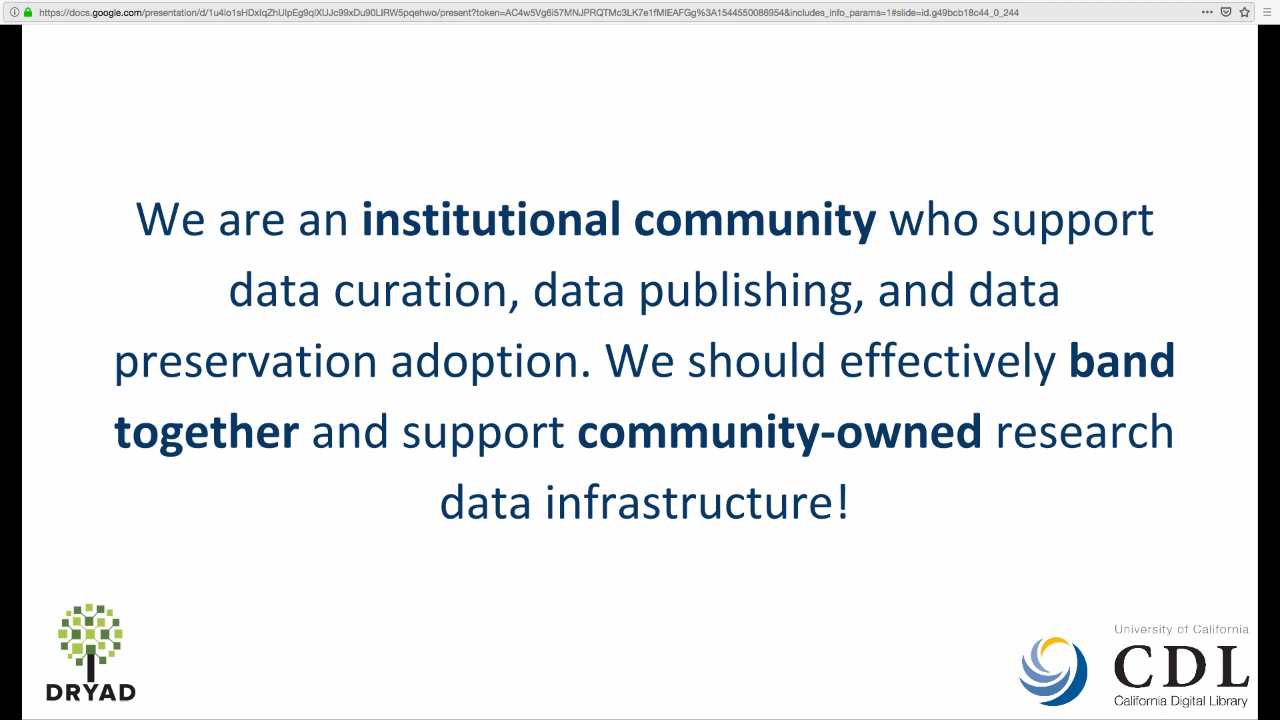 We are an institutional community who support
data curation, data publishing, and data
preservation adoption. We should effectively band
together and support community-owned research
data infrastructure!
DRYAD
University of California
CDL
California Digital Library